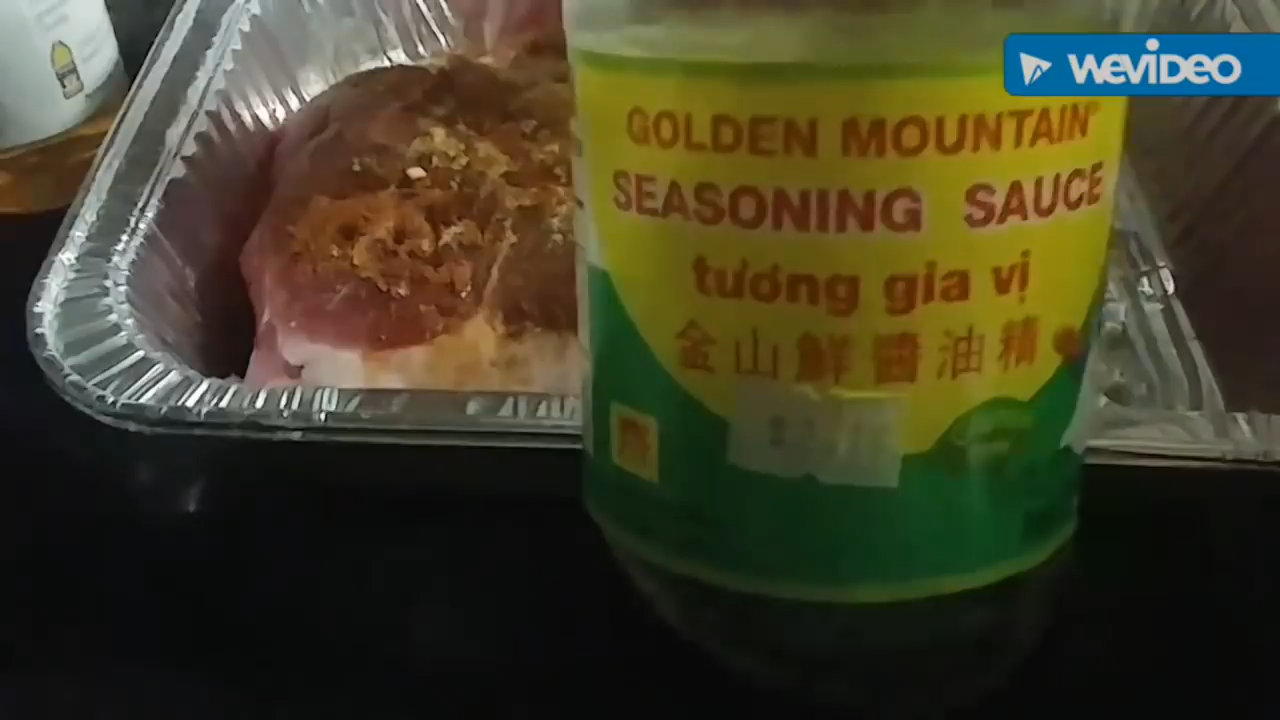 WEVIDEO
GOLDEN MOUNTAIN
SEASONING SAUCE
tương gia vị
金山鮮醬油精